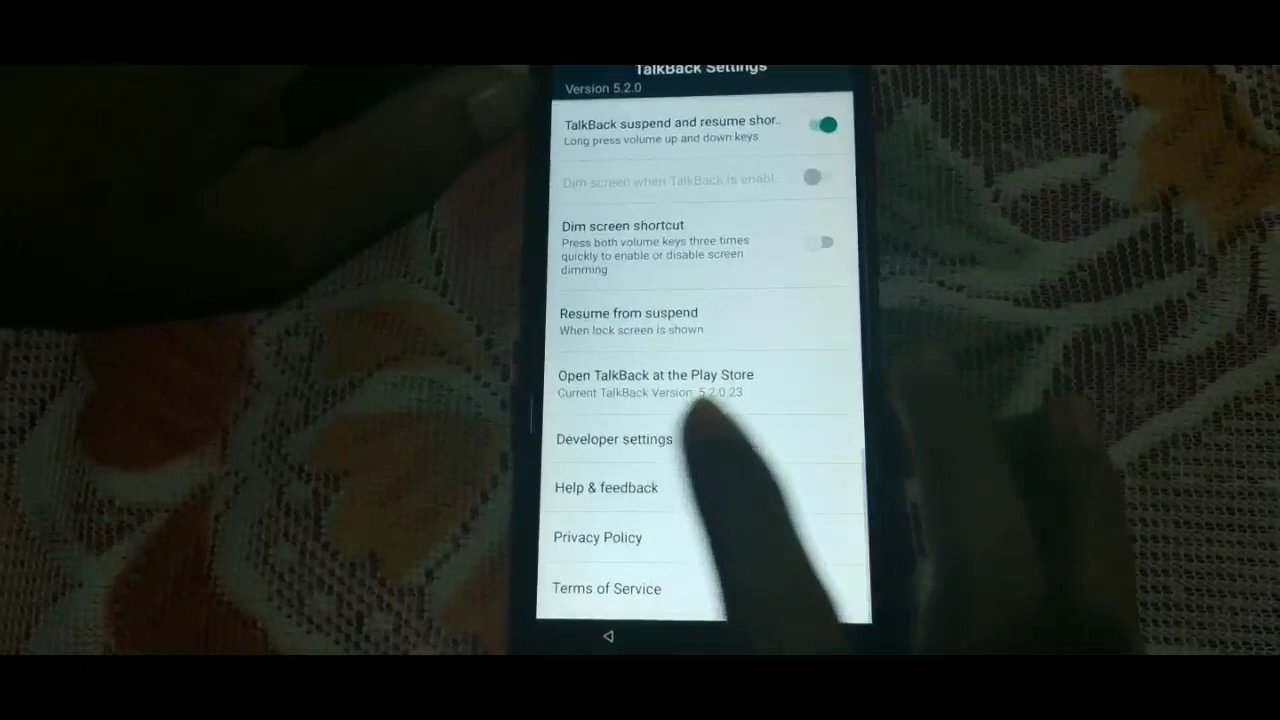 TalkBack Settings
Version 5.2.0
TalkBack suspend and resume shor..
Long press volume up and down keys
Dim screen when TalkBack is enabl..
Dim screen shortcut
Press both volume keys three times
quickly to enable or disable screen
dimming
Resume from suspend
When lock screen is shown
Open TalkBack at the Play Store
Current TalkBack Version 5.2.0.23
Developer settings
Help & feedback
Privacy Policy
Terms of Service